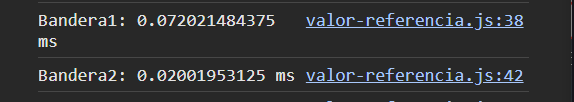 Bandera1: 0.072021484375 valor-referencia.js:38
ms
Bandera2: 0.02001953125 ms valor-referencia.js:42